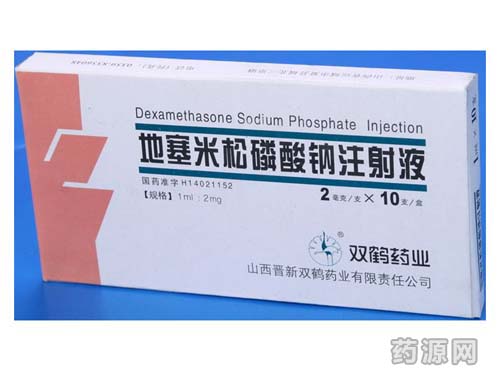 Dexamethasone Sodium Phosphate Injection
地塞米松磷酸钠注射液
国药准字H14021152
2毫克/支×10支/盒
【规格】1ml:2mg
®
双鹤药业
山西晋新双鹤药业有限责任公司
药源网